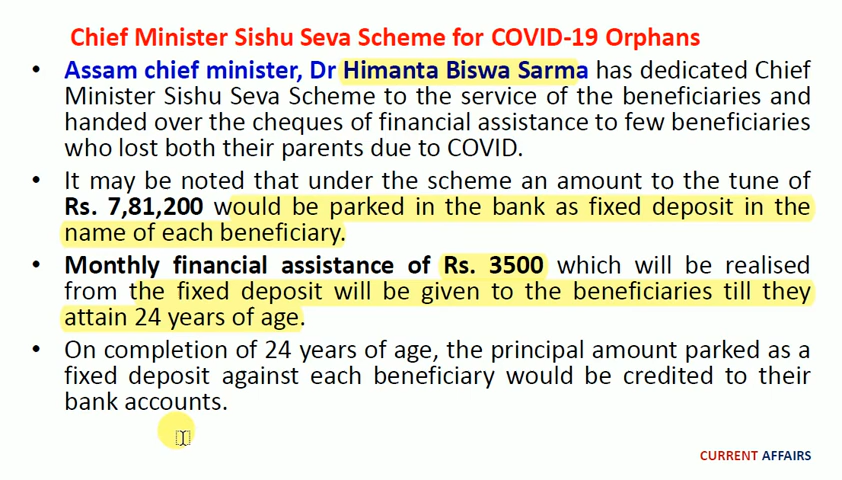 Chief Minister Sishu Seva Scheme for COVID-19 Orphans
• Assam chief minister, Dr Himanta Biswa Sarma has dedicated Chief
Minister Sishu Seva Scheme to the service of the beneficiaries and
handed over the cheques of financial assistance to few beneficiaries
who lost both their parents due to COVID.
• It may be noted that under the scheme an amount to the tune of
Rs. 7,81,200 would be parked in the bank as fixed deposit in the
name of each beneficiary.
• Monthly financial assistance of Rs. 3500 which will be realised
from the fixed deposit will be given to the beneficiaries till they
attain 24 years of age.
• On completion of 24 years of age, the principal amount parked as a
fixed deposit against each beneficiary would be credited to their
bank accounts.
CURRENT AFFAIRS